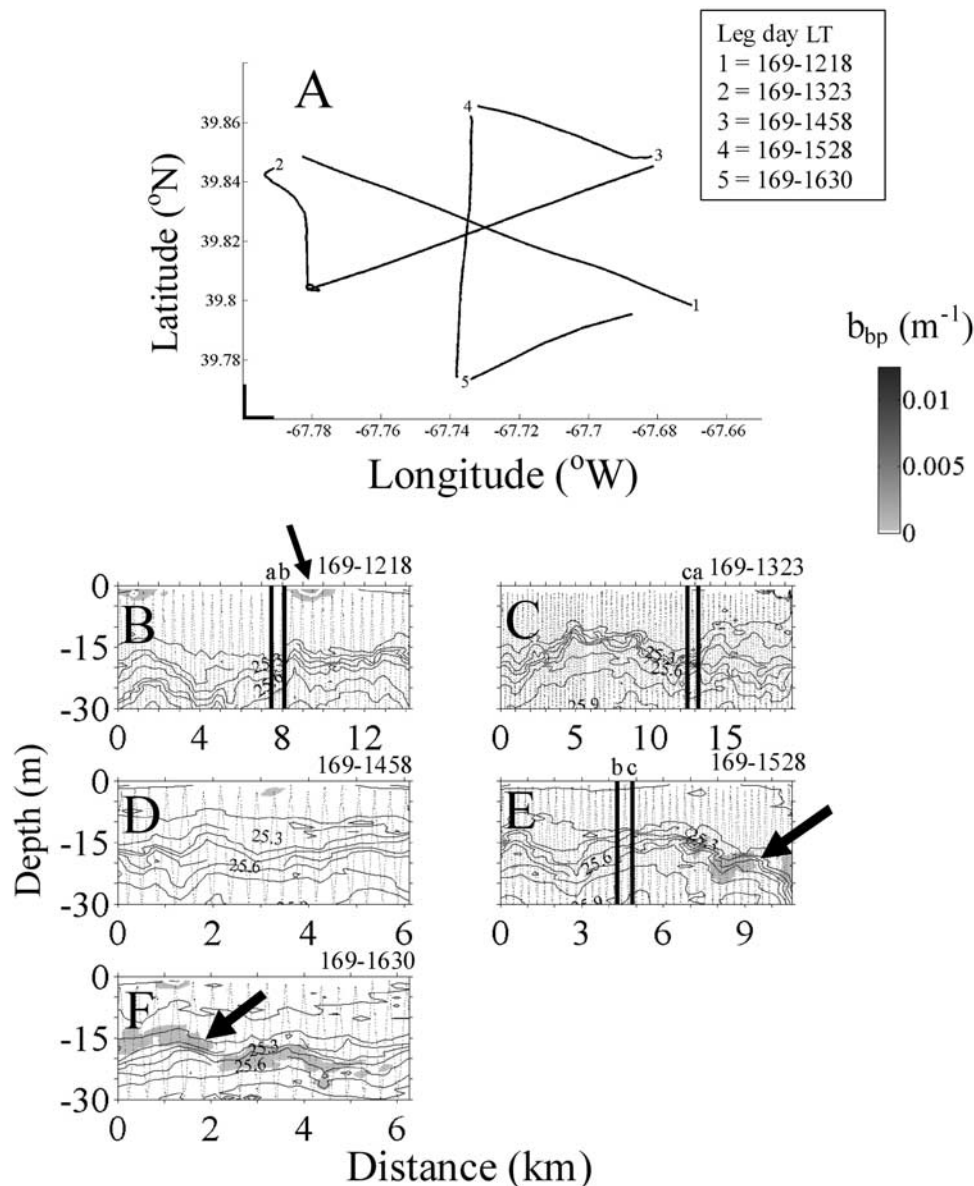 A
Leg day LT
1 = 169-1218
2 = 169-1323
3 = 169-1458
4 = 169-1528
5 = 169-1630
Latitude (°N)
39.86
39.84
39.82
39.8
39.78
4
2
3
1
5
-67.78 -67.76 -67.74 -67.72 -67.7 -67.68 -67.66
Longitude (°W)
b_bp (m⁻¹)
0.01
0.005
0
Depth (m)
B
a b
169-1218
0
-15
-30
25.3
25.6
0 4 8 12
C
c a
169-1323
25.3
25.6
25.9
0 5 10 15
D
169-1458
0
-15
-30
25.3
25.6
25.9
0 2 4 6
E
b c
169-1528
25.3
25.6
25.9
0 3 6 9
F
169-1630
0
-15
-30
25.3
25.6
0 2 4 6
Distance (km)